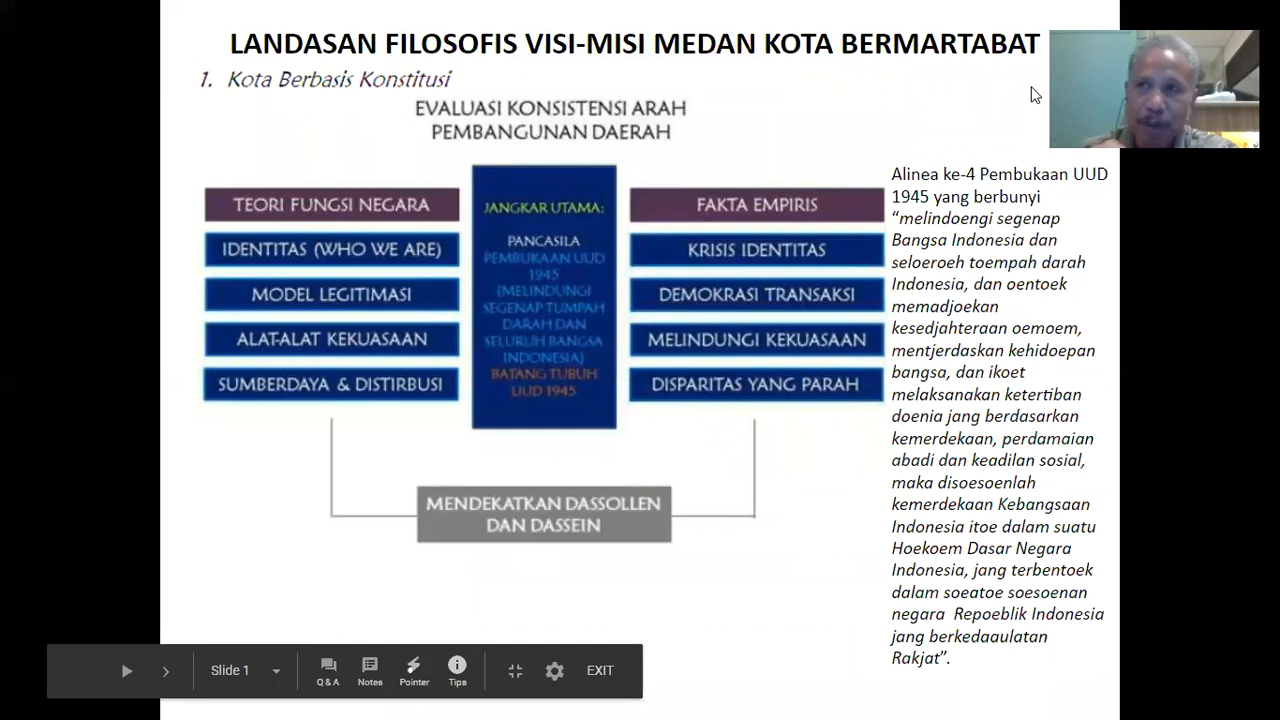 LANDASAN FILOSOFIS VISI-MISI MEDAN KOTA BERMARTABAT
1. Kota Berbasis Konstitusi
EVALUASI KONSISTENSI ARAH
PEMBANGUNAN DAERAH
TEORI FUNGSI NEGARA
IDENTITAS (WHO WE ARE)
MODEL LEGITIMASI
ALAT-ALAT KEKUASAAN
SUMBERDAYA & DISTIRBUSI
JANGKAR UTAMA:
PANCASILA
PEMBUKAAN UUD
1945
(MELINDUNGI
SEGENAP TUMPAH
DARAH DAN
SELURUH BANGSA
INDONESIA)
BATANG TUBUH
UUD 1945
FAKTA EMPIRIS
KRISIS IDENTITAS
DEMOKRASI TRANSAKSI
MELINDUNGI KEKUASAAN
DISPARITAS YANG PARAH
MENDEKATKAN DASSOLLEN
DAN DASSEIN
Alinea ke-4 Pembukaan UUD
1945 yang berbunyi
“melindoengi segenap
Bangsa Indonesia dan
seloeroeh toempah darah
Indonesia, dan oentoek
memadjoekan
kesedjahteraan oemoem,
mentjerdaskan kehidoepan
bangsa, dan ikoet
melaksanakan ketertiban
doenia jang berdasarkan
kemerdekaan, perdamaian
abadi dan keadilan sosial,
maka disoesoenlah
kemerdekaan Kebangsaan
Indonesia itoe dalam suatu
Hoekoem Dasar Negara
Indonesia, jang terbentoek
dalam soeatoe soesoenan
negara Repoeblik Indonesia
jang berkedaaulatan
Rakjat”.
Slide 1
Q & A
Notes
Pointer
Tips
EXIT